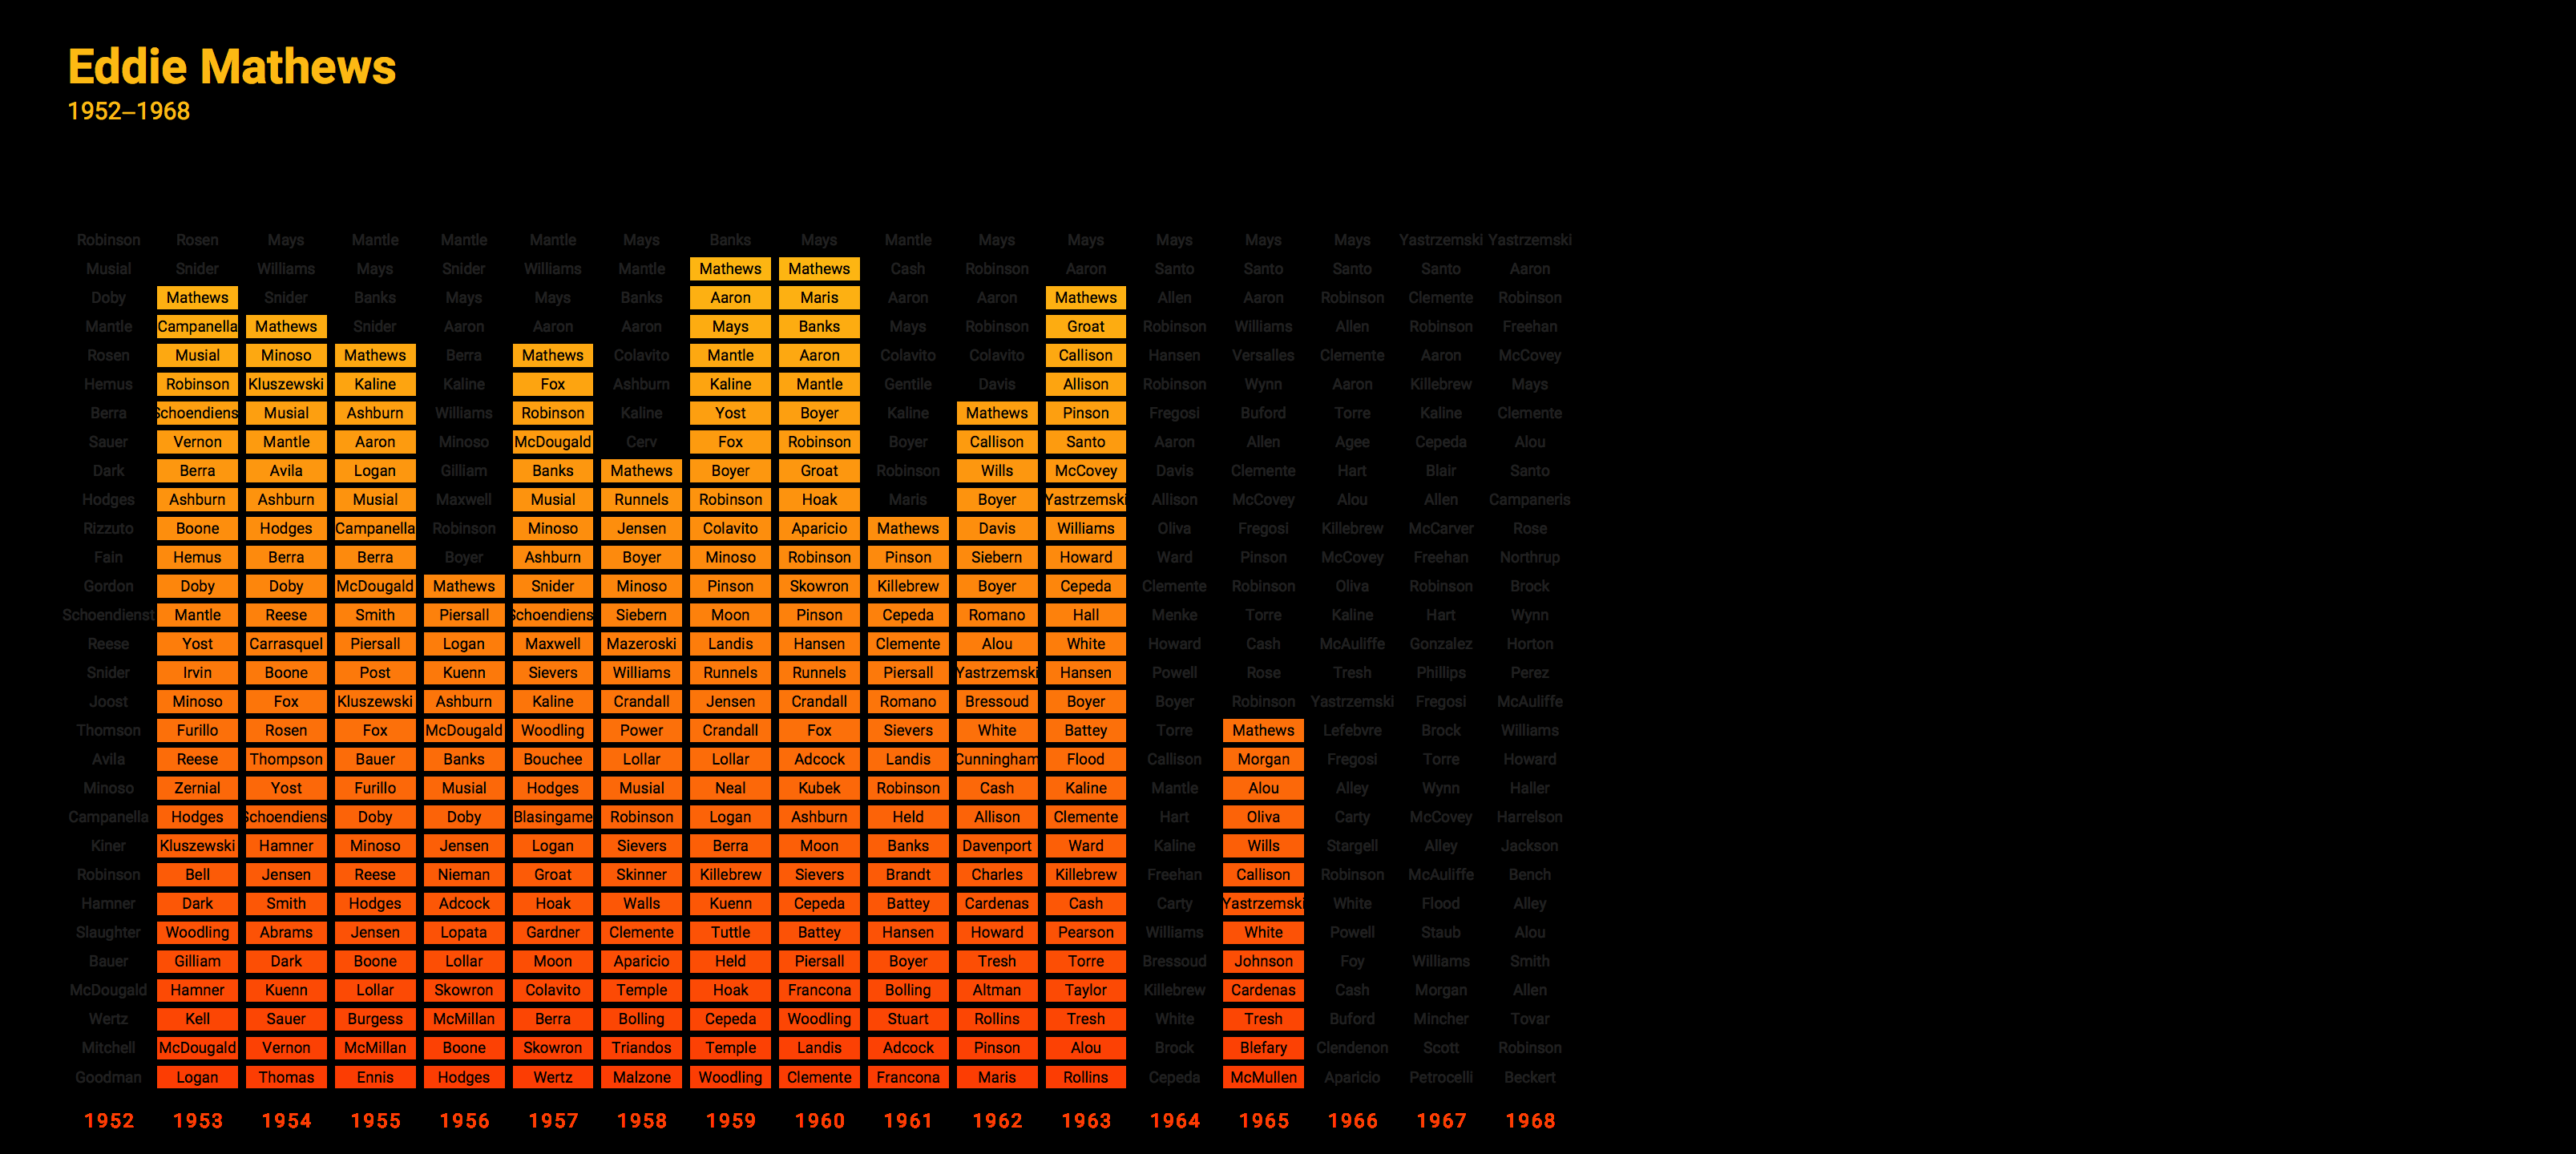 Eddie Mathews
1952–1968
Robinson Rosen Mays Mantle Mantle Mantle Mays Banks Mays Mantle Mays Mays Mays Mays Mays Yastrzemski Yastrzemski
Musial Snider Williams Mays Snider Williams Mantle Mathews Mathews Cash Robinson Aaron Santo Santo Santo Santo Aaron
Doby Mathews Snider Banks Mays Mays Banks Aaron Maris Aaron Aaron Mathews Allen Aaron Robinson Clemente Robinson
Mantle Campanella Mathews Snider Aaron Aaron Aaron Mays Banks Mays Robinson Groat Robinson Williams Allen Robinson Freehan
Rosen Musial Minoso Mathews Berra Mathews Colavito Mantle Aaron Colavito Colavito Callison Hansen Versalles Clemente Aaron McCovey
Hemus Robinson Kluszewski Kaline Kaline Fox Ashburn Kaline Mantle Gentile Davis Allison Robinson Wynn Aaron Killebrew Mays
Berra Schoendiens Musial Ashburn Williams Robinson Kaline Yost Boyer Kaline Mathews Pinson Fregosi Buford Torre Kaline Clemente
Sauer Vernon Mantle Aaron Minoso McDougald Cerv Fox Robinson Boyer Callison Santo Aaron Allen Agee Cepeda Alou
Dark Berra Avila Logan Gilliam Banks Mathews Boyer Groat Robinson Wills McCovey Davis Clemente Hart Blair Santo
Hodges Ashburn Ashburn Musial Maxwell Musial Runnels Robinson Hoak Maris Boyer Yastrzemski Allison McCovey Alou Allen Campaneris
Rizzuto Boone Hodges Campanella Robinson Minoso Jensen Colavito Aparicio Mathews Davis Williams Oliva Fregosi Killebrew McCarver Rose
Fain Hemus Berra Berra Boyer Ashburn Boyer Minoso Robinson Pinson Siebern Howard Ward Pinson McCovey Freehan Northrup
Gordon Doby Doby McDougald Mathews Snider Minoso Pinson Skowron Killebrew Boyer Cepeda Clemente Robinson Oliva Robinson Brock
Schoendienst Mantle Reese Smith Piersall Schoendiens Siebern Moon Pinson Cepeda Romano Hall Menke Torre Kaline Hart Wynn
Reese Yost Carrasquel Piersall Logan Maxwell Mazeroski Landis Hansen Clemente Alou White Howard Cash McAuliffe Gonzalez Horton
Snider Irvin Boone Post Kuenn Sievers Williams Runnels Runnels Piersall Yastrzemski Hansen Powell Rose Tresh Phillips Perez
Joost Minoso Fox Kluszewski Ashburn Kaline Crandall Jensen Crandall Romano Bressoud Boyer Boyer Robinson Yastrzemski Fregosi McAuliffe
Thomson Furillo Rosen Fox McDougald Woodling Power Crandall Fox Sievers White Battey Torre Mathews Lefebvre Brock Williams
Avila Reese Thompson Bauer Banks Bouchee Lollar Lollar Adcock Landis Cunningham Flood Callison Morgan Fregosi Torre Howard
Minoso Zernial Yost Furillo Musial Hodges Musial Neal Kubek Robinson Cash Kaline Mantle Alou Alley Wynn Haller
Campanella Hodges Schoendiens Doby Doby Blasingame Robinson Logan Ashburn Held Allison Clemente Hart Oliva Carty McCovey Harrelson
Kiner Kluszewski Hamner Minoso Jensen Logan Sievers Berra Moon Banks Davenport Ward Kaline Wills Stargell Alley Jackson
Robinson Bell Jensen Reese Nieman Groat Skinner Killebrew Sievers Brandt Charles Killebrew Freehan Callison Robinson McAuliffe Bench
Hamner Dark Smith Hodges Adcock Hoak Walls Kuenn Cepeda Battey Cardenas Cash Carty Yastrzemski White Flood Alley
Slaughter Woodling Abrams Jensen Lopata Gardner Clemente Tuttle Battey Hansen Howard Pearson Williams White Powell Staub Alou
Bauer Gilliam Dark Boone Lollar Moon Aparicio Held Piersall Boyer Tresh Torre Bressoud Johnson Foy Williams Smith
McDougald Hamner Kuenn Lollar Skowron Colavito Temple Hoak Francona Bolling Altman Taylor Killebrew Cardenas Cash Morgan Allen
Wertz Kell Sauer Burgess McMillan Berra Bolling Cepeda Woodling Stuart Rollins Tresh White Tresh Buford Mincher Tovar
Mitchell McDougald Vernon McMillan Boone Skowron Triandos Temple Landis Adcock Pinson Alou Brock Blefary Clendenon Scott Robinson
Goodman Logan Thomas Ennis Hodges Wertz Malzone Woodling Clemente Francona Maris Rollins Cepeda McMullen Aparicio Petrocelli Beckert
1952 1953 1954 1955 1956 1957 1958 1959 1960 1961 1962 1963 1964 1965 1966 1967 1968